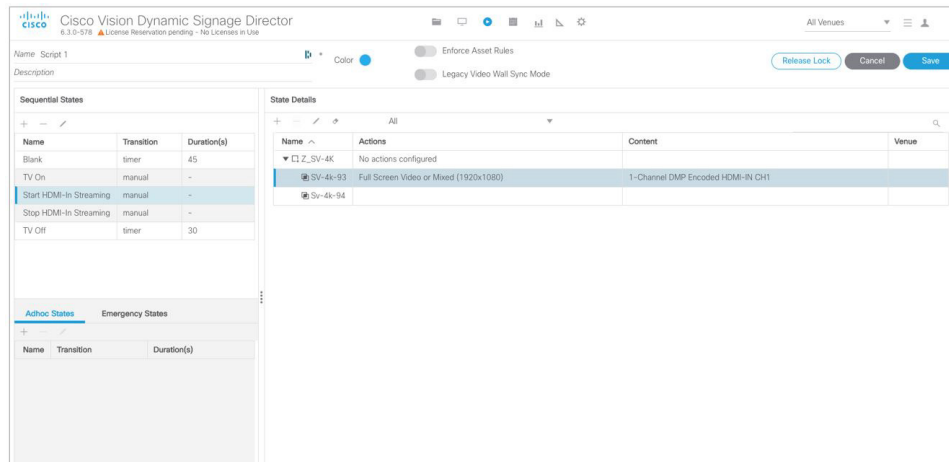 CISCO Cisco Vision Dynamic Signage Director
6.3.0-578 License Reservation pending - No Licenses in Use
All Venues
Name Script 1
Color
Enforce Asset Rules
Legacy Video Wall Sync Mode
Release Lock Cancel Save
Description
Sequential States
State Details
All
Name Transition Duration(s)
Blank timer 45
TV On manual -
Start HDMI-In Streaming manual -
Stop HDMI-In Streaming manual -
TV Off timer 30
Name Actions Content Venue
Z_SV-4K No actions configured
SV-4k-93 Full Screen Video or Mixed (1920x1080) 1-Channel DMP Encoded HDMI-IN CH1
Sv-4k-94
Adhoc States Emergency States
Name Transition Duration(s)